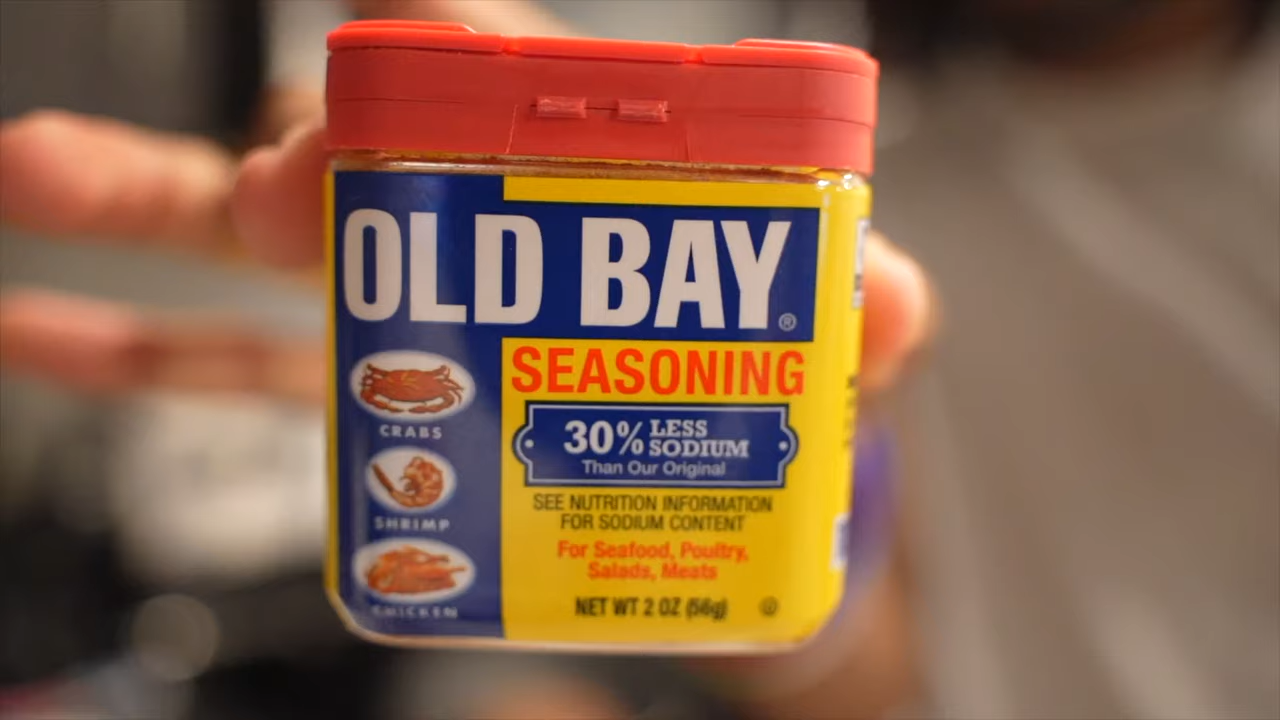 OLD BAY®
SEASONING
30% LESS
SODIUM
Than Our Original
SEE NUTRITION INFORMATION
FOR SODIUM CONTENT
For Seafood, Poultry,
Salads, Meats
NET WT 2 OZ (56g)
CRABS
SHRIMP
CHICKEN